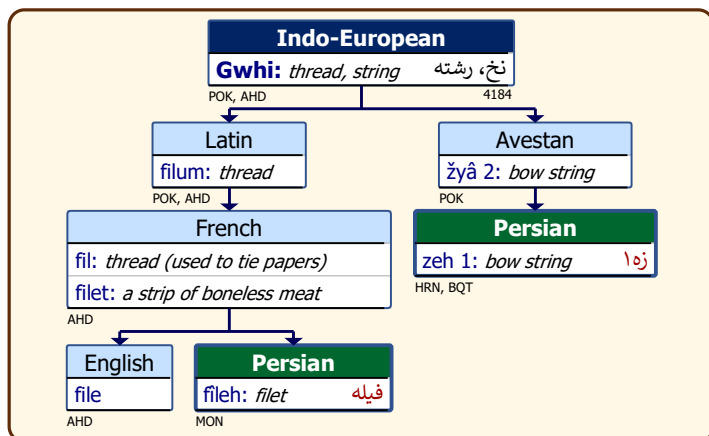 Indo-European
Gwhi: thread, string نخ، رشته
POK, AHD 4184
Latin Avestan
filum: thread žyâ 2: bow string
POK, AHD POK
French Persian
fil: thread (used to tie papers) zeh 1: bow string زه۱
filet: a strip of boneless meat HRN, BQT
AHD
English Persian
file fîleh: filet فیله
AHD MON